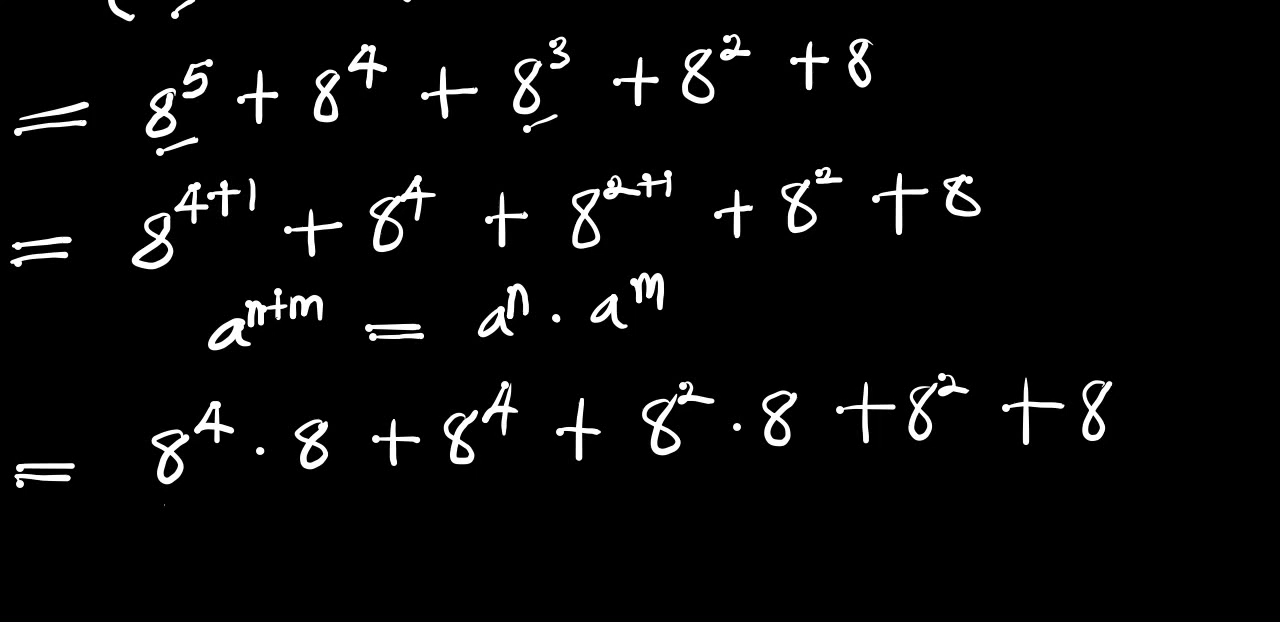 = 8⁵ + 8⁴ + 8³ + 8² + 8
= 8⁴⁺¹ + 8⁴ + 8²⁺¹ + 8² + 8
aⁿ⁺ᵐ = aⁿ · aᵐ
= 8⁴ · 8 + 8⁴ + 8² · 8 + 8² + 8